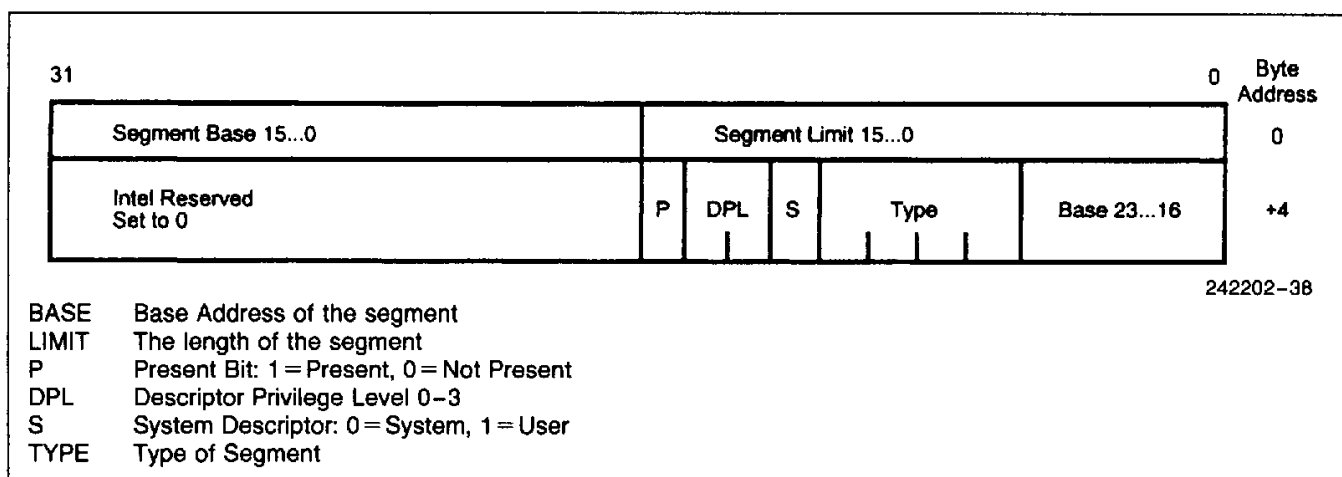 31 0 Byte
Address
Segment Base 15...0 Segment Limit 15...0 0
Intel Reserved
Set to 0 P DPL S Type Base 23...16 +4
242202–38
BASE Base Address of the segment
LIMIT The length of the segment
P Present Bit: 1 = Present, 0 = Not Present
DPL Descriptor Privilege Level 0–3
S System Descriptor: 0 = System, 1 = User
TYPE Type of Segment